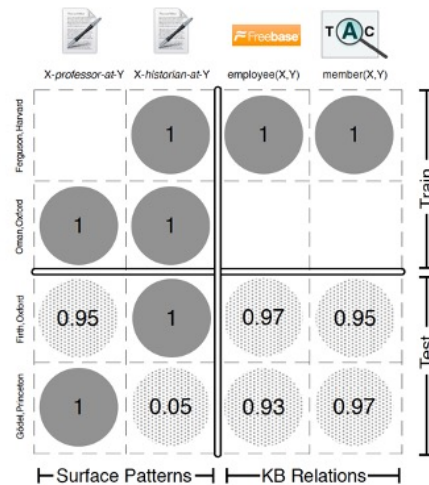 Freebase
T A C
X-professor-at-Y X-historian-at-Y employee(X,Y) member(X,Y)
Ferguson,Harvard
1 1 1
Oman,Oxford
1 1
Firth,Oxford
0.95 1 0.97 0.95
Gödel,Princeton
1 0.05 0.93 0.97
Train
Test
Surface Patterns KB Relations